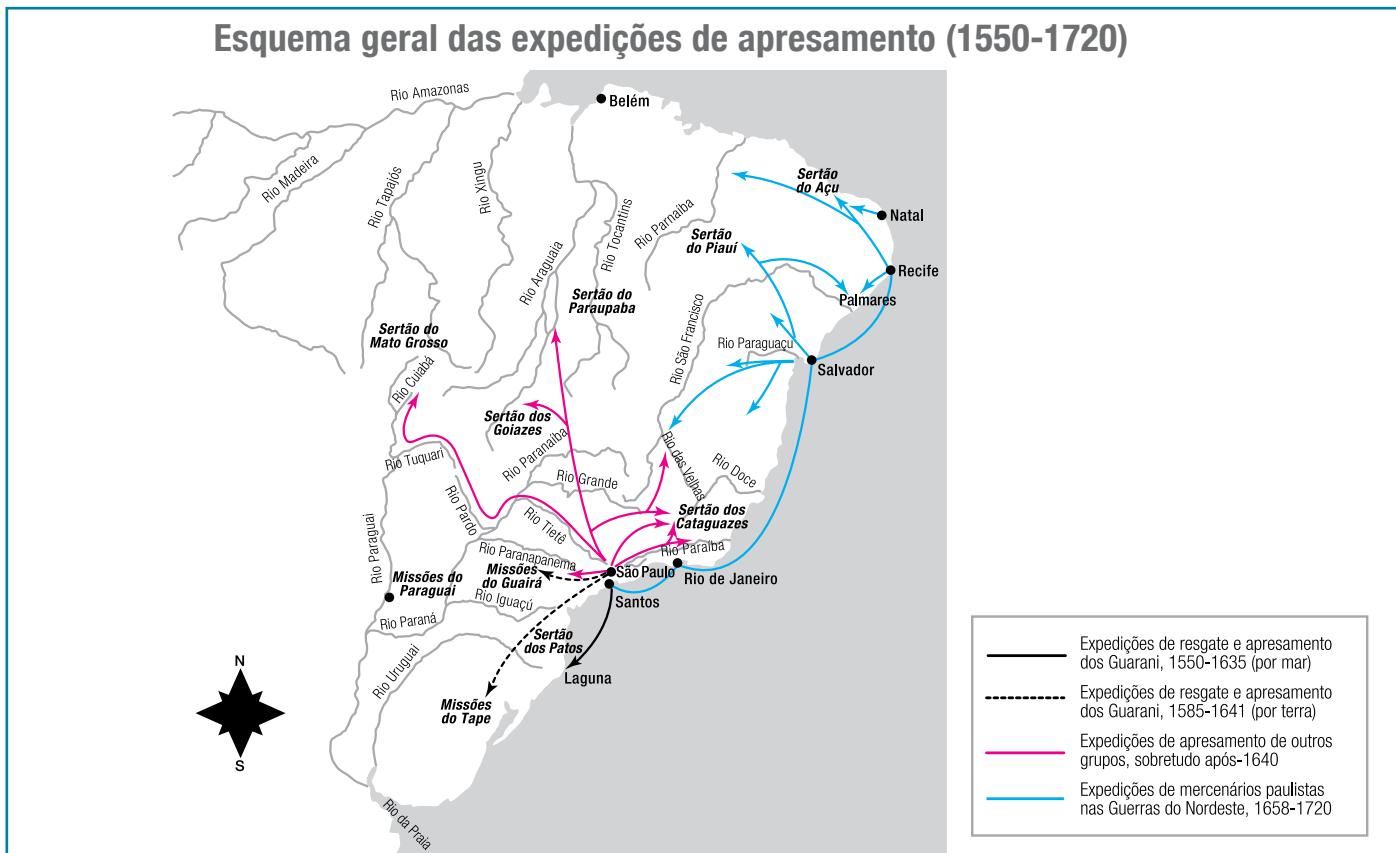 Esquema geral das expedições de apresamento (1550-1720)
Rio Amazonas
Belém
Rio Madeira
Rio Tapajós
Rio Xingu
Sertão
do Açu
Natal
Rio Araguaia
Rio Tocantins
Rio Parnaíba
Sertão
do Piauí
Recife
Palmares
Sertão do
Paraupaba
Rio São Francisco
Sertão do
Mato Grosso
Rio Paraguaçu
Salvador
Rio Cuiabá
Sertão dos
Goiazes
Rio Paranaíba
Rio das Velhas
Rio Doce
Rio Tuquari
Rio Grande
Rio Pardo
Rio Tietê
Sertão dos
Cataguazes
Rio Paraguai
Rio Paranapanema
Rio Paraíba
São Paulo
Rio de Janeiro
Missões
do Guairá
Missões do
Paraguai
Santos
Rio Iguaçú
Rio Paraná
Sertão
dos Patos
Rio Uruguai
Laguna
Missões
do Tape
N
S
Rio da Praia
Expedições de resgate e apresamento
dos Guarani, 1550-1635 (por mar)
Expedições de resgate e apresamento
dos Guarani, 1585-1641 (por terra)
Expedições de apresamento de outros
grupos, sobretudo após-1640
Expedições de mercenários paulistas
nas Guerras do Nordeste, 1658-1720